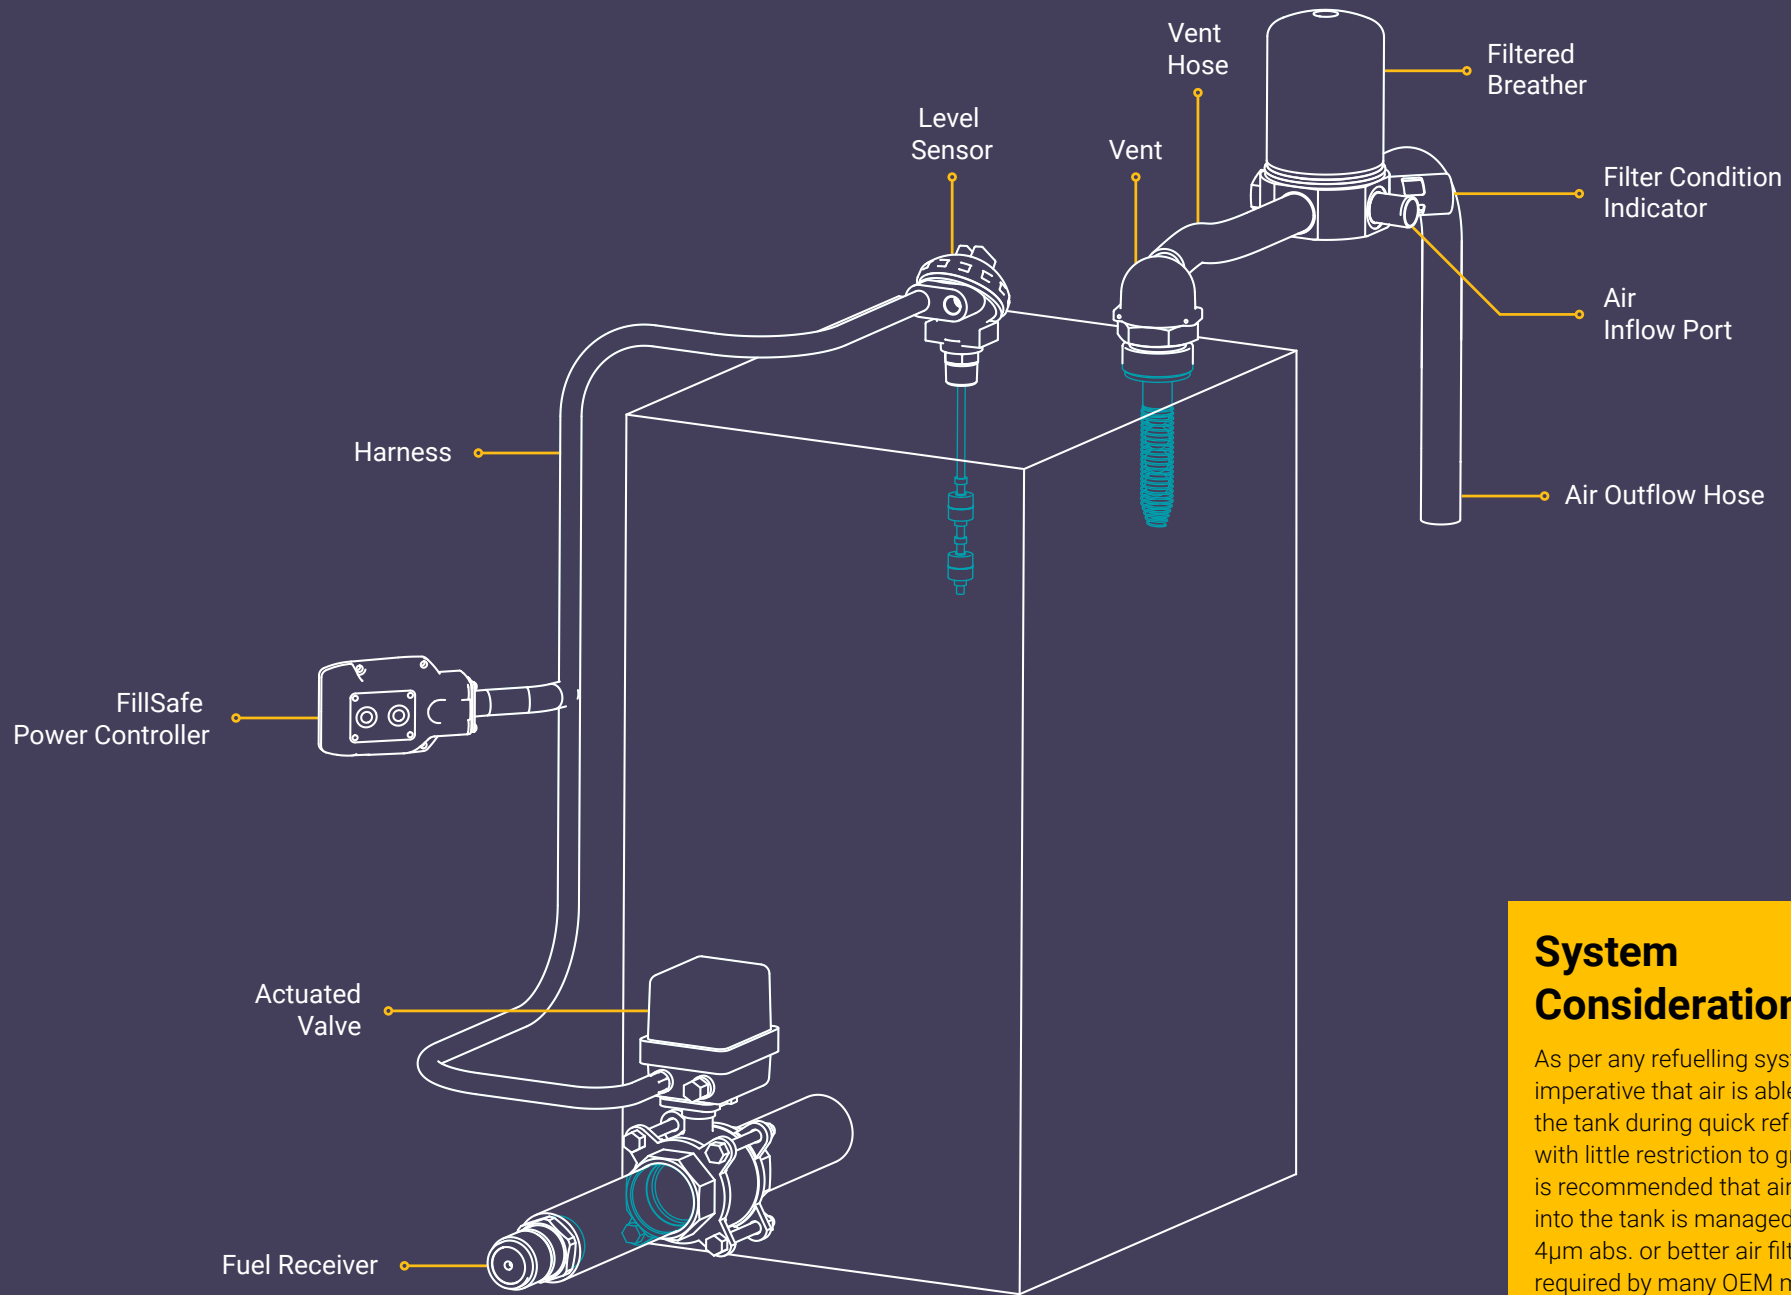 Vent
Hose
Filtered
Breather
Level
Sensor
Vent
Filter Condition
Indicator
Air
Inflow Port
Harness
Air Outflow Hose
FillSafe
Power Controller
Actuated
Valve
Fuel Receiver
System
As per any refuelling
imperative that air is able
the tank during quick
with little restriction to
is recommended that air
into the tank is managed
4µm abs. or better air
required by many OEM